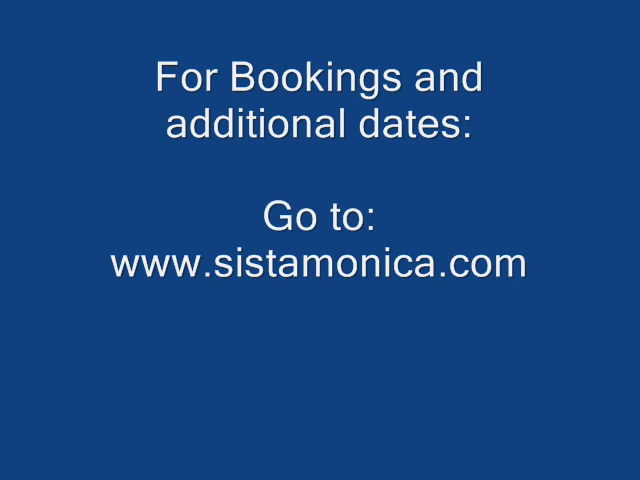 For Bookings and
additional dates:
Go to:
www.sistamonica.com